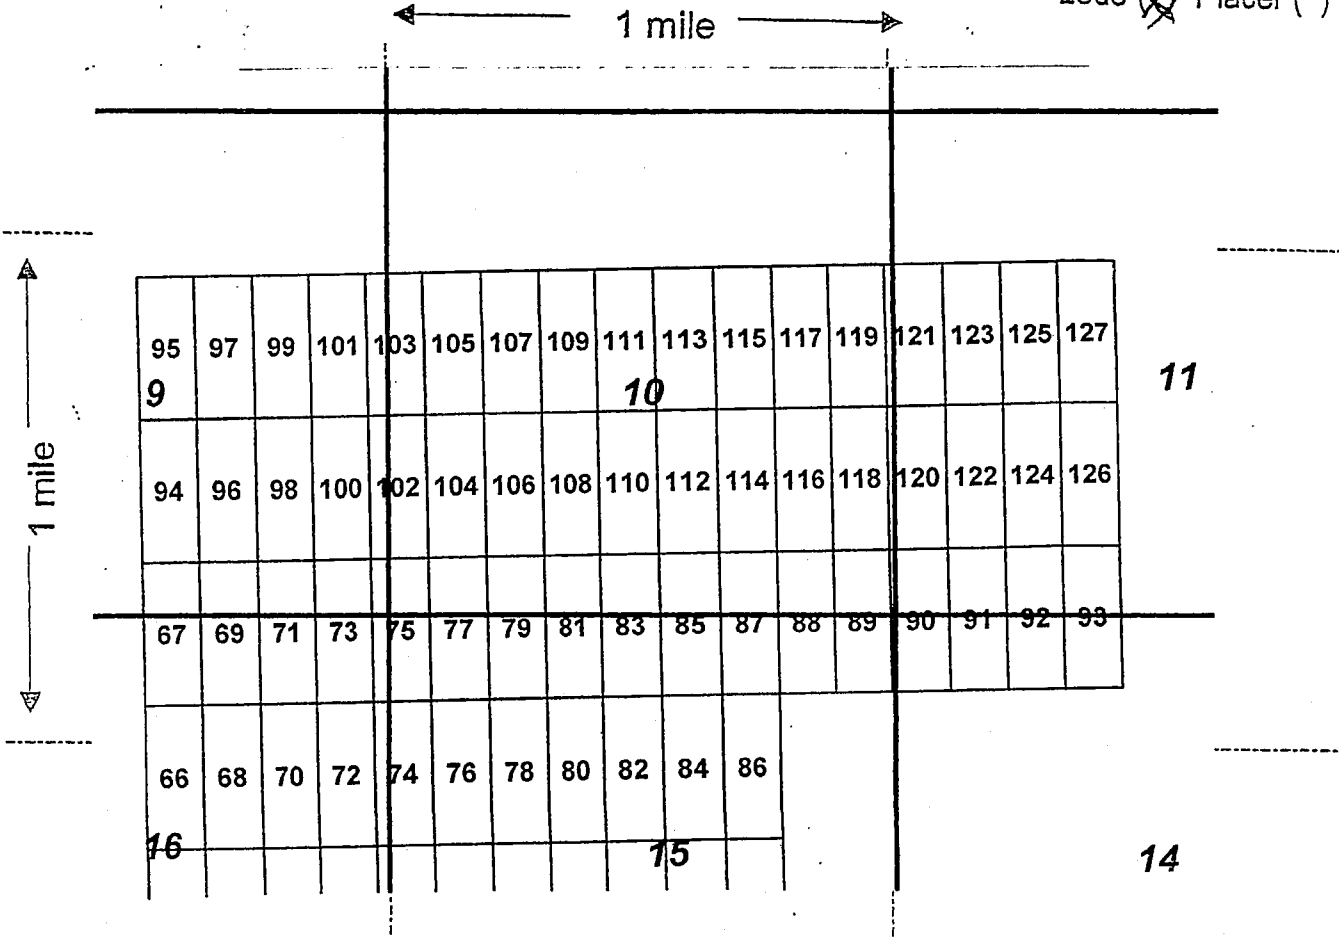 Lode (X) Placer ( )
1 mile
95 97 99 101 103 105 107 109 111 113 115 117 119 121 123 125 127
9 10 11
1 mile
94 96 98 100 102 104 106 108 110 112 114 116 118 120 122 124 126
67 69 71 73 75 77 79 81 83 85 87 88 89 90 91 92 93
66 68 70 72 74 76 78 80 82 84 86
16 15 14